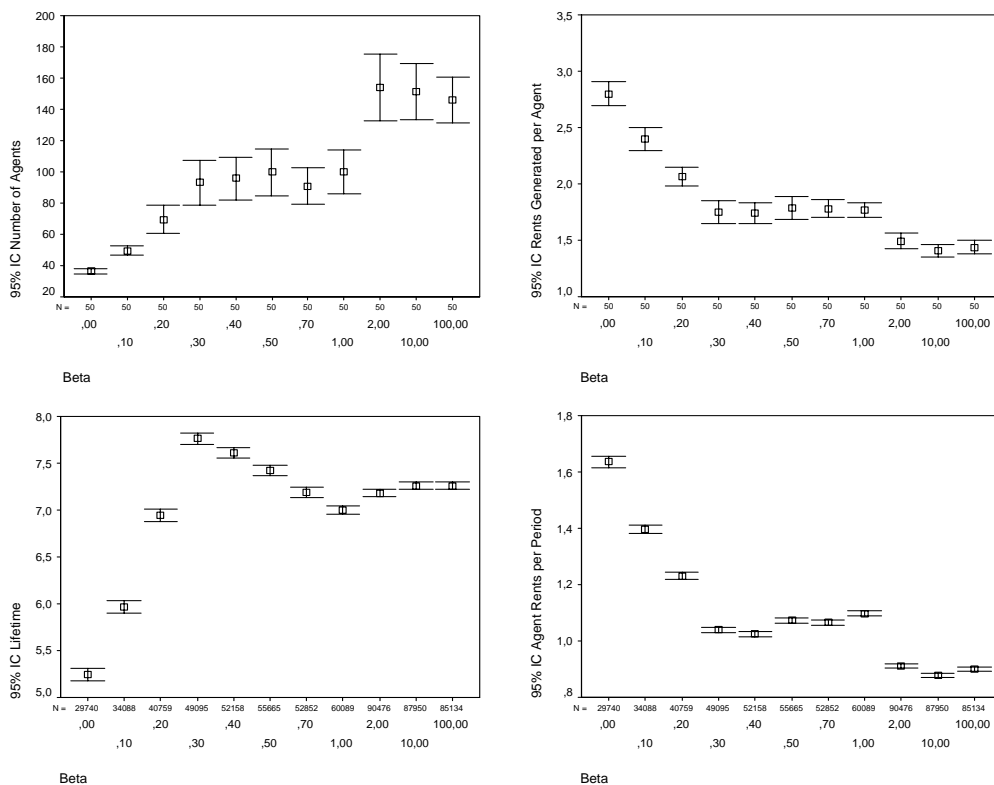 200
180
160
140
120
100
80
60
40
20
95% IC Number of Agents
N = 50 50 50 50 50 50 50 50 50 50 50
,00 ,20 ,40 ,70 2,00 100,00
,10 ,30 ,50 1,00 10,00
Beta
3,5
3,0
2,5
2,0
1,5
1,0
95% IC Rents Generated per Agent
N = 50 50 50 50 50 50 50 50 50 50 50
,00 ,20 ,40 ,70 2,00 100,00
,10 ,30 ,50 1,00 10,00
Beta
8,0
7,5
7,0
6,5
6,0
5,5
5,0
95% IC Lifetime
N = 29740 34088 40759 49095 52158 55665 52852 60089 90476 87950 85134
,00 ,20 ,40 ,70 2,00 100,00
,10 ,30 ,50 1,00 10,00
Beta
1,8
1,6
1,4
1,2
1,0
,8
95% IC Agent Rents per Period
N = 29740 34088 40759 49095 52158 55665 52852 60089 90476 87950 85134
,00 ,20 ,40 ,70 2,00 100,00
,10 ,30 ,50 1,00 10,00
Beta